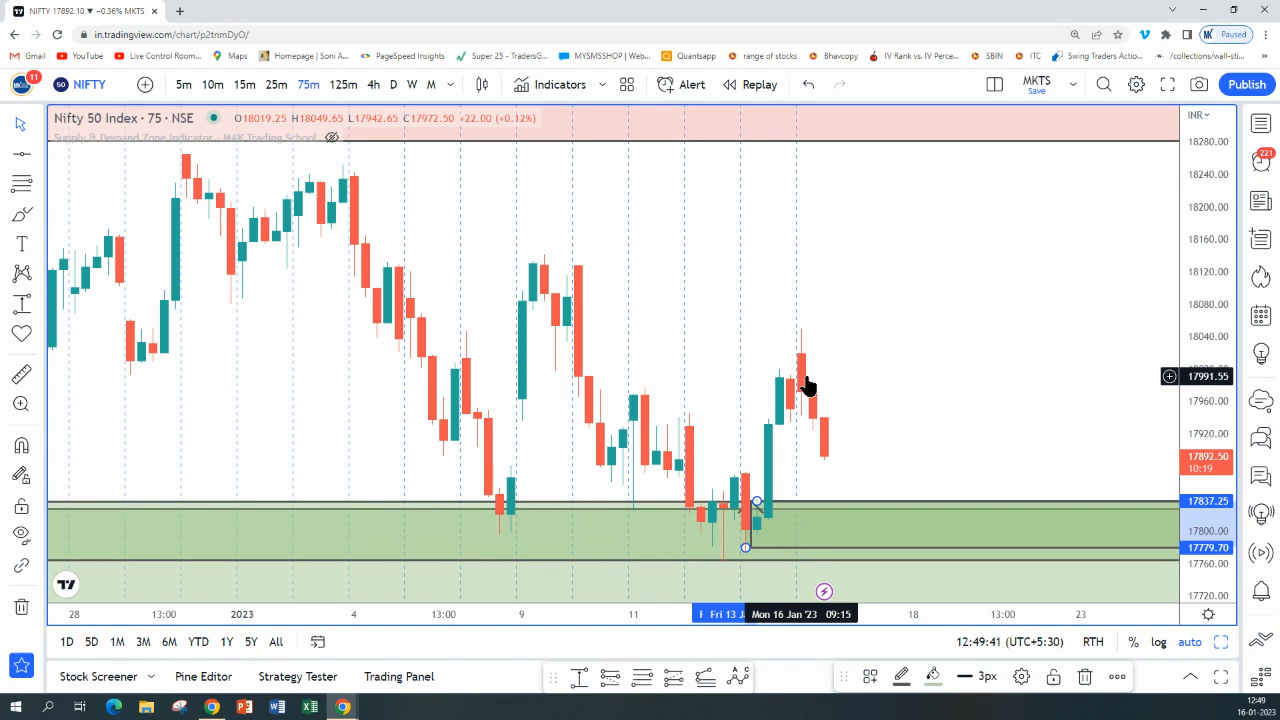 NIFTY 17892.10 ▼ −0.36% MKTS
in.tradingview.com/chart/p2tnmDyO/
Paused
Gmail YouTube Live Control Room... Maps Homepage | Soni A... PageSpeed Insights Super 25 - TradersG... MYSMSSHOP | Web... Quantsapp range of stocks Bhavcopy IV Rank vs. IV Perce... SBIN ITC Swing Trades Action... /collections/wall-sti...
11
50 NIFTY 5m 10m 15m 25m 75m 125m 4h D W M Indicators Alert Replay MKTS Save Publish
Nifty 50 Index · 75 · NSE O18019.25 H18049.65 L17942.65 C17972.50 +22.00 (+0.12%)
Supply & Demand Zone Indicator - MAK Trading School
INR
221
18280.00
18240.00
18200.00
18160.00
18120.00
18080.00
18040.00
17991.55
17960.00
17920.00
17892.50
10:19
17837.25
17800.00
17779.70
17760.00
17720.00
28 13:00 2023 4 13:00 9 11 Fri 13 J Mon 16 Jan '23 09:15 18 13:00 23
1D 5D 1M 3M 6M YTD 1Y 5Y All 12:49:41 (UTC+5:30) RTH % log auto
Stock Screener Pine Editor Strategy Tester Trading Panel 3px
12:49
16-01-2023